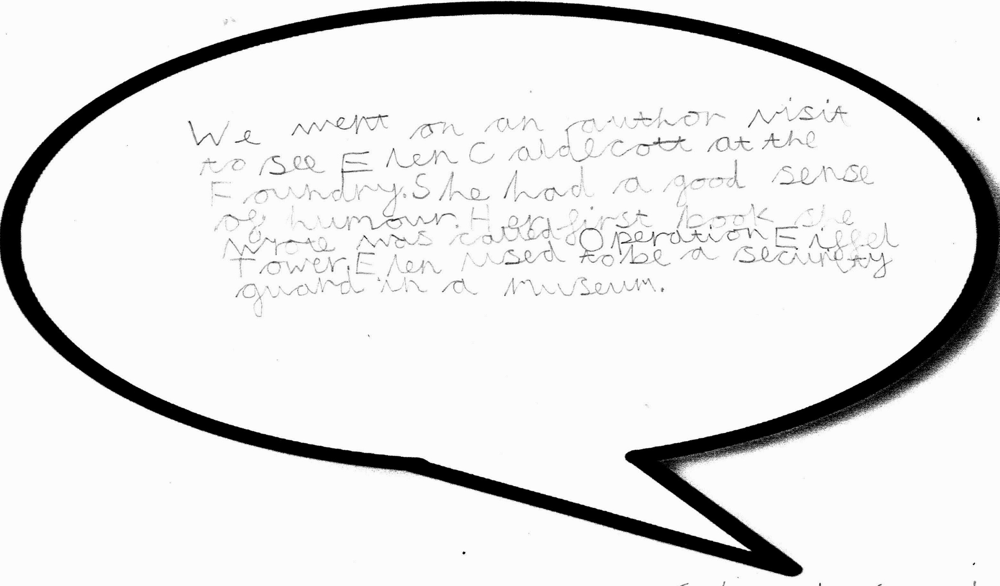 We went on an author visit
to see Elen Caldecott at the
Foundry. She had a good sense
of humour. Her first book she
wrote was called Operation Eiffel
Tower. Elen used to be a security
guard in a museum.